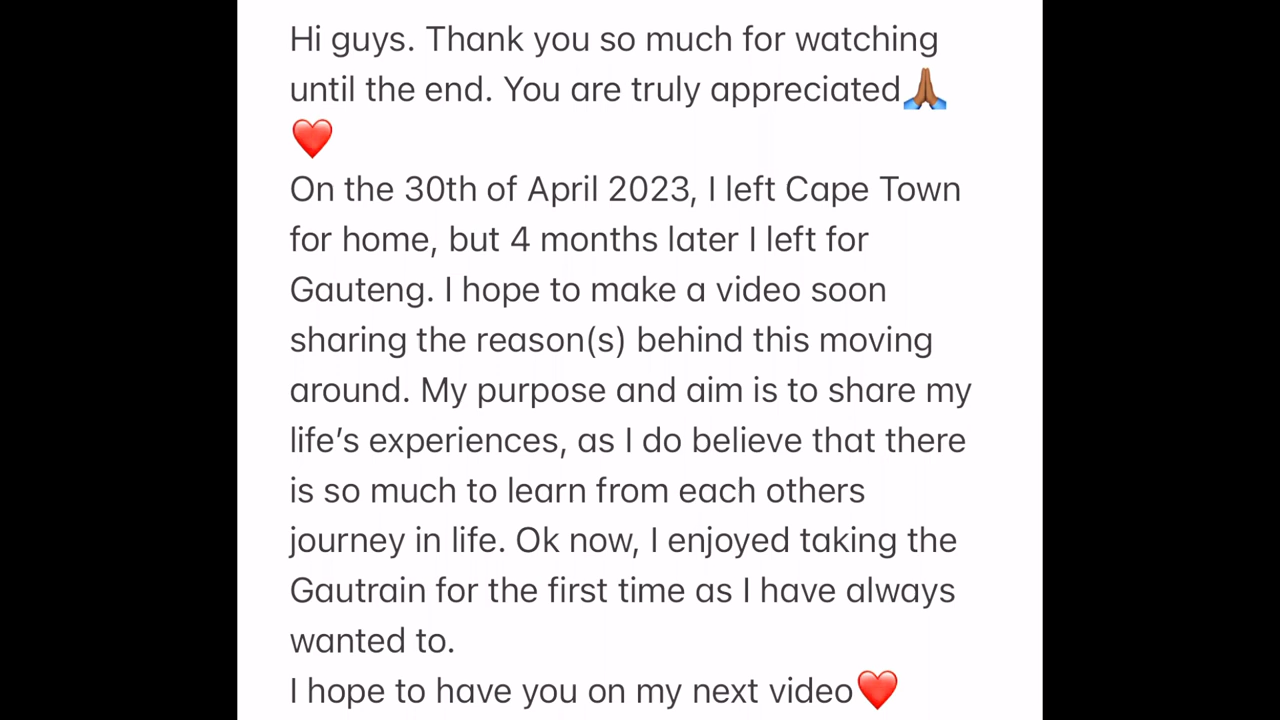 Hi guys. Thank you so much for watching
until the end. You are truly appreciated🙏🏾
❤️
On the 30th of April 2023, I left Cape Town
for home, but 4 months later I left for
Gauteng. I hope to make a video soon
sharing the reason(s) behind this moving
around. My purpose and aim is to share my
life’s experiences, as I do believe that there
is so much to learn from each others
journey in life. Ok now, I enjoyed taking the
Gautrain for the first time as I have always
wanted to.
I hope to have you on my next video❤️